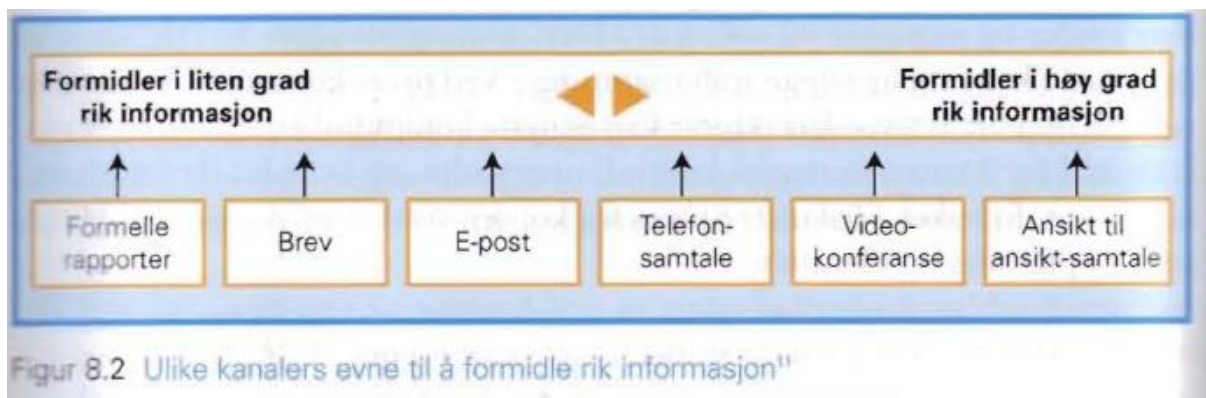 Formidler i liten grad
rik informasjon
Formidler i høy grad
rik informasjon
Formelle
rapporter
Brev
E-post
Telefon-
samtale
Video-
konferanse
Ansikt til
ansikt-samtale
Figur 8.2 Ulike kanalers evne til å formidle rik informasjon¹¹